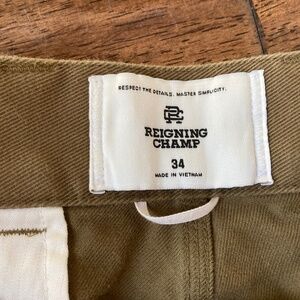 RESPECT THE DETAILS. MASTER SIMPLICITY.
RC
REIGNING
CHAMP
34
MADE IN VIETNAM